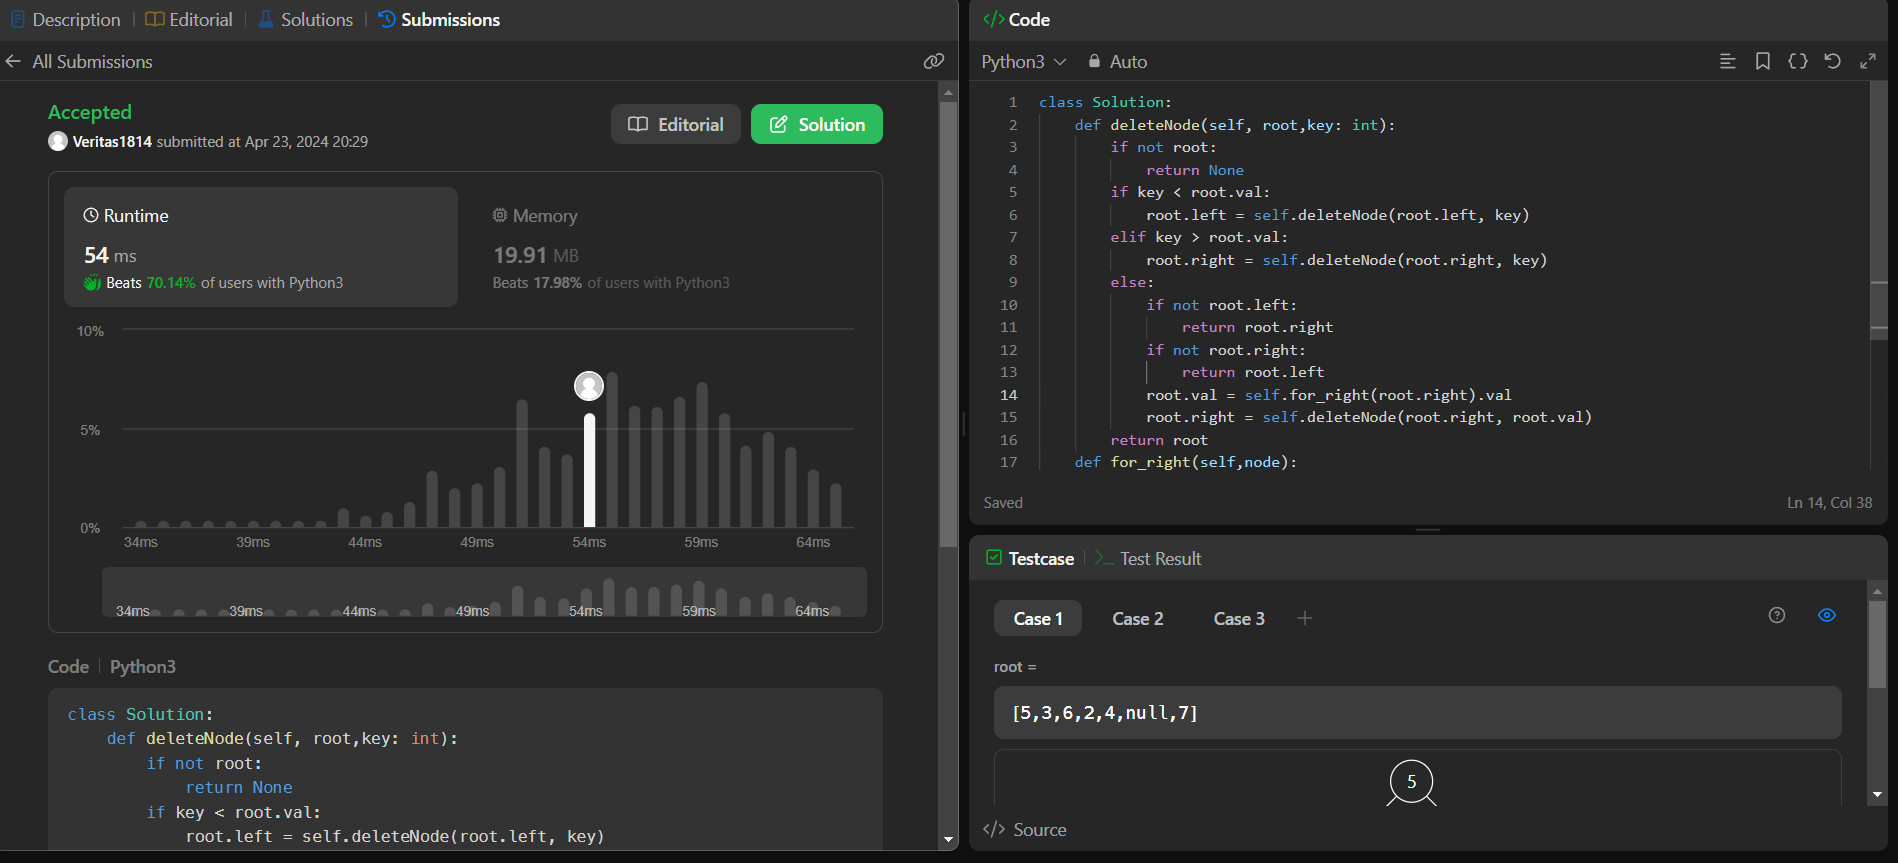 Description | Editorial | Solutions | Submissions
All Submissions
Accepted
Veritas1814 submitted at Apr 23, 2024 20:29
Editorial
Solution
Runtime
54 ms
Beats 70.14% of users with Python3
Memory
19.91 MB
Beats 17.98% of users with Python3
10%
5%
0%
34ms 39ms 44ms 49ms 54ms 59ms 64ms
34ms 39ms 44ms 49ms 54ms 59ms 64ms
Code | Python3
class Solution:
    def deleteNode(self, root,key: int):
        if not root:
            return None
        if key < root.val:
            root.left = self.deleteNode(root.left, key)
</> Code
Python3 Auto
1 class Solution:
2     def deleteNode(self, root,key: int):
3         if not root:
4             return None
5         if key < root.val:
6             root.left = self.deleteNode(root.left, key)
7         elif key > root.val:
8             root.right = self.deleteNode(root.right, key)
9         else:
10             if not root.left:
11                 return root.right
12             if not root.right:
13                 return root.left
14             root.val = self.for_right(root.right).val
15             root.right = self.deleteNode(root.right, root.val)
16         return root
17     def for_right(self,node):
Saved
Ln 14, Col 38
Testcase | >_ Test Result
Case 1 Case 2 Case 3 +
root =
[5,3,6,2,4,null,7]
5
</> Source